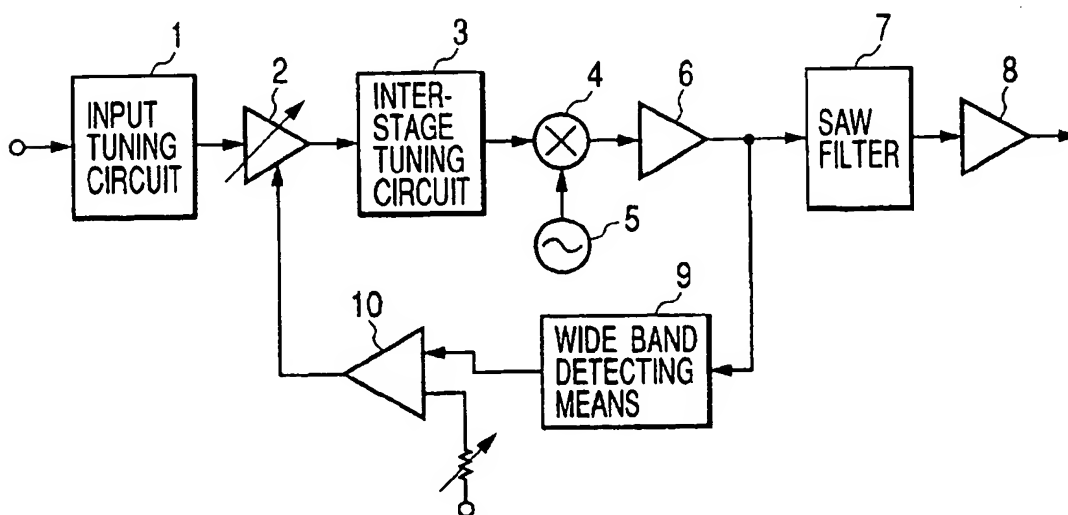 1
INPUT
TUNING
CIRCUIT
2
3
INTER-
STAGE
TUNING
CIRCUIT
4
5
6
7
SAW
FILTER
8
9
WIDE BAND
DETECTING
MEANS
10